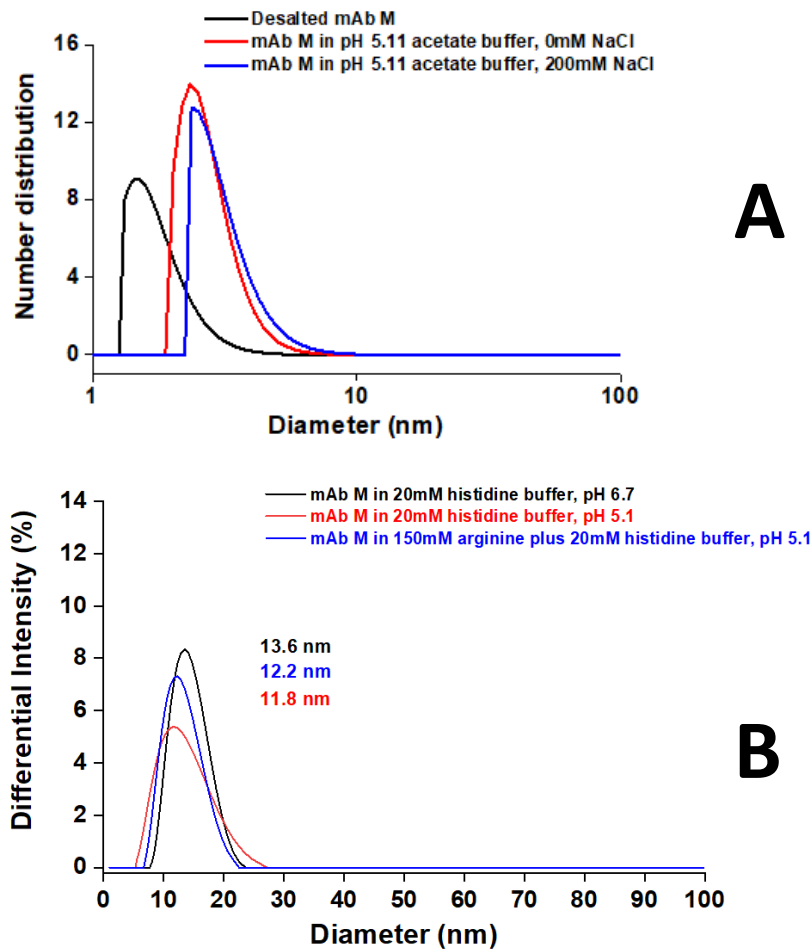 Desalted mAb M
mAb M in pH 5.11 acetate buffer, 0mM NaCl
mAb M in pH 5.11 acetate buffer, 200mM NaCl
16
12
8
4
0
Number distribution
1
10
100
Diameter (nm)
A
mAb M in 20mM histidine buffer, pH 6.7
mAb M in 20mM histidine buffer, pH 5.1
mAb M in 150mM arginine plus 20mM histidine buffer, pH 5.1
14
12
10
8
6
4
2
0
Differential Intensity (%)
13.6 nm
12.2 nm
11.8 nm
0 10 20 30 40 50 60 70 80 90 100
Diameter (nm)
B